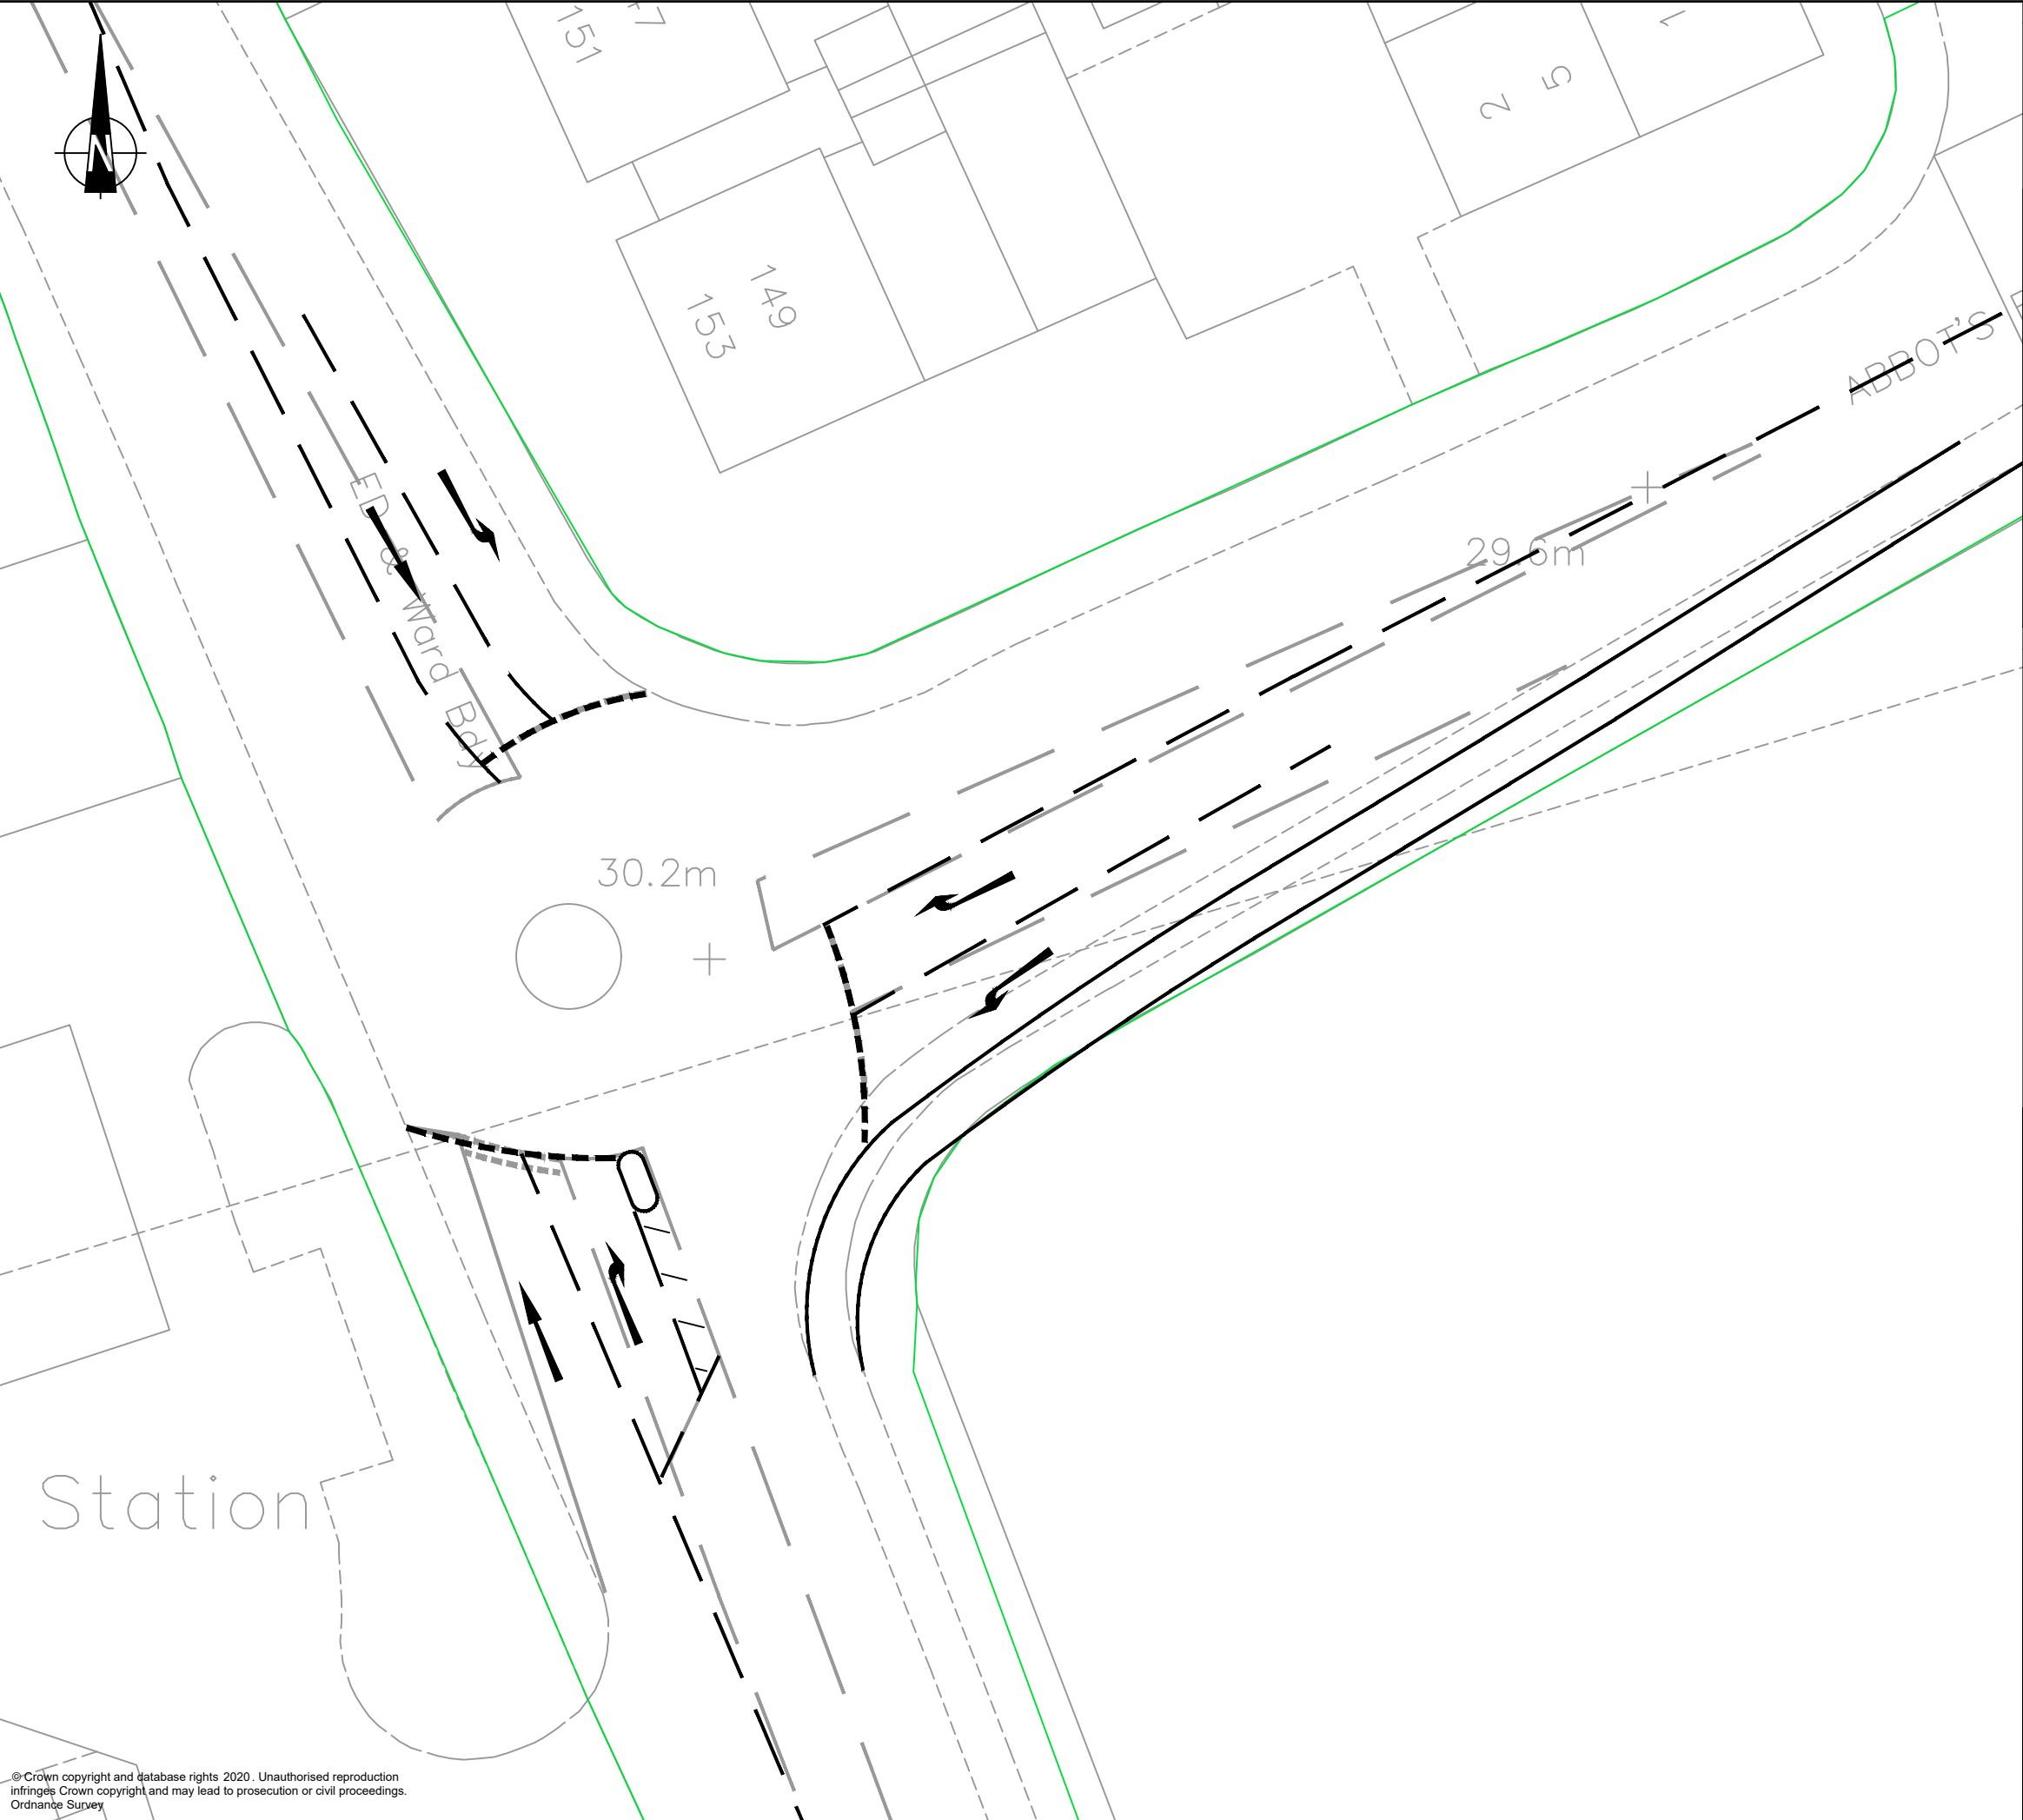 151
N
2
5
1
149
153
ABBOT'S
ED & Ward Bdy
29.6m
30.2m
Station
© Crown copyright and database rights 2020. Unauthorised reproduction
infringes Crown copyright and may lead to prosecution or civil proceedings.
Ordnance Survey